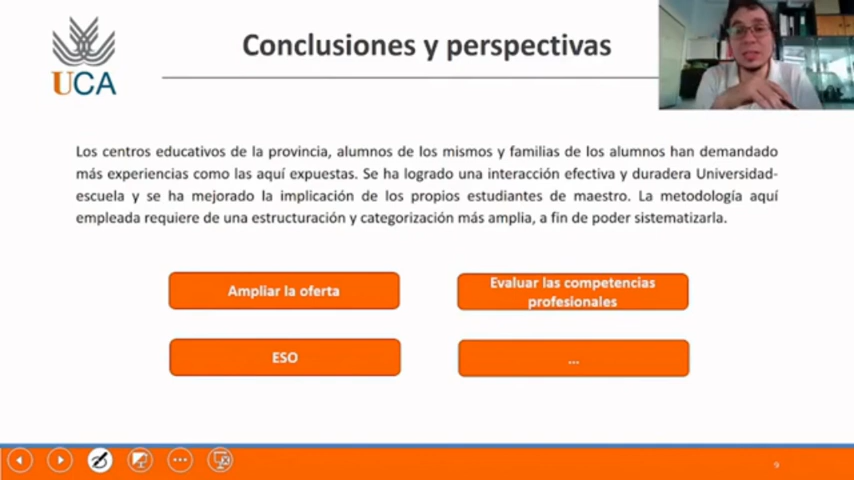 UCA
Conclusiones y perspectivas
Los centros educativos de la provincia, alumnos de los mismos y familias de los alumnos han demandado
más experiencias como las aquí expuestas. Se ha logrado una interacción efectiva y duradera Universidad-
escuela y se ha mejorado la implicación de los propios estudiantes de maestro. La metodología aquí
empleada requiere de una estructuración y categorización más amplia, a fin de poder sistematizarla.
Ampliar la oferta
Evaluar las competencias
profesionales
ESO
...
9